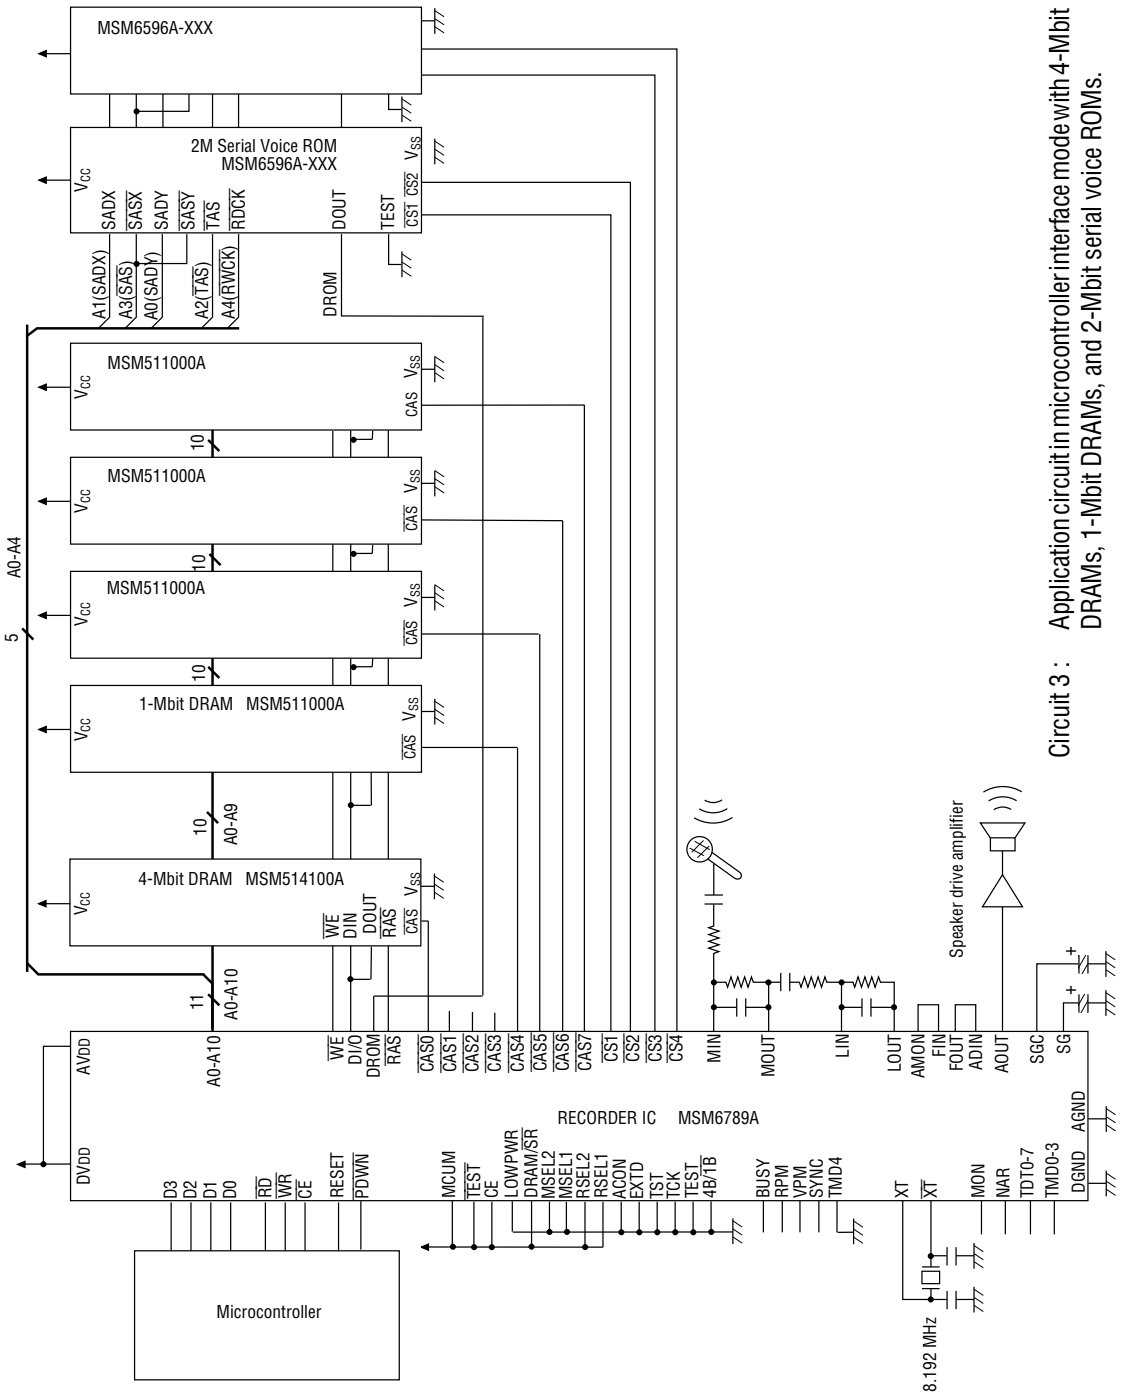 MSM6596A-XXX
2M Serial Voice ROM
MSM6596A-XXX
VCC
VSS
SADX
SASX
SADY
SASY
TAS
RDCK
DOUT
TEST
CS1
CS2
A1(SADX)
A3(SAS)
A0(SADY)
A2(TAS)
A4(RWCK)
DROM
A0-A4
5
MSM511000A
VCC
VSS
CAS
10
MSM511000A
VCC
VSS
CAS
10
MSM511000A
VCC
VSS
CAS
10
1-Mbit DRAM MSM511000A
VCC
VSS
CAS
10
A0-A9
4-Mbit DRAM MSM514100A
VCC
VSS
WE
DIN
DOUT
RAS
CAS
11
A0-A10
AVDD
DVDD
A0-A10
WE
DI/O
DROM
RAS
CAS0
CAS1
CAS2
CAS3
CAS4
CAS5
CAS6
CAS7
CS1
CS2
CS3
CS4
MIN
MOUT
LIN
LOUT
AMON
FIN
FOUT
ADIN
AOUT
SGC
SG
+
+
Speaker drive amplifier
RECORDER IC MSM6789A
D3
D2
D1
D0
RD
WR
CE
RESET
PDWN
MCUM
TEST
CE
LOWPWR
DRAM/SR
MSEL2
MSEL1
RSEL2
RSEL1
ACON
EXTD
TST
TCK
TEST
4B/1B
BUSY
RPM
VPM
SYNC
TMD4
XT
XT
MON
NAR
TDT0-7
TMD0-3
DGND
AGND
Microcontroller
8.192 MHz
Circuit 3 : Application circuit in microcontroller interface mode with 4-Mbit
DRAMs, 1-Mbit DRAMs, and 2-Mbit serial voice ROMs.